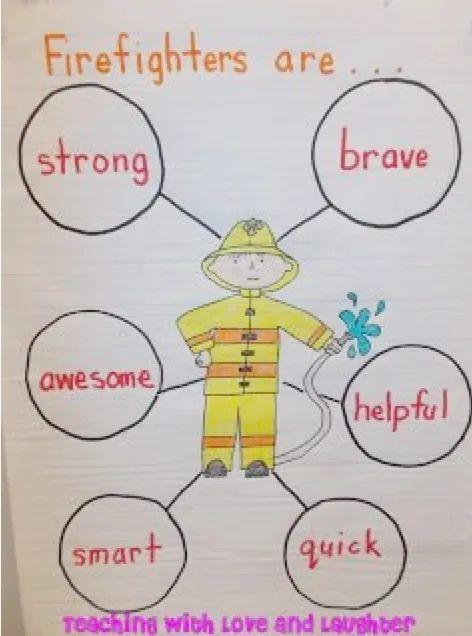 Firefighters are...
strong
brave
awesome
helpful
smart
quick
Teaching with Love and Laughter